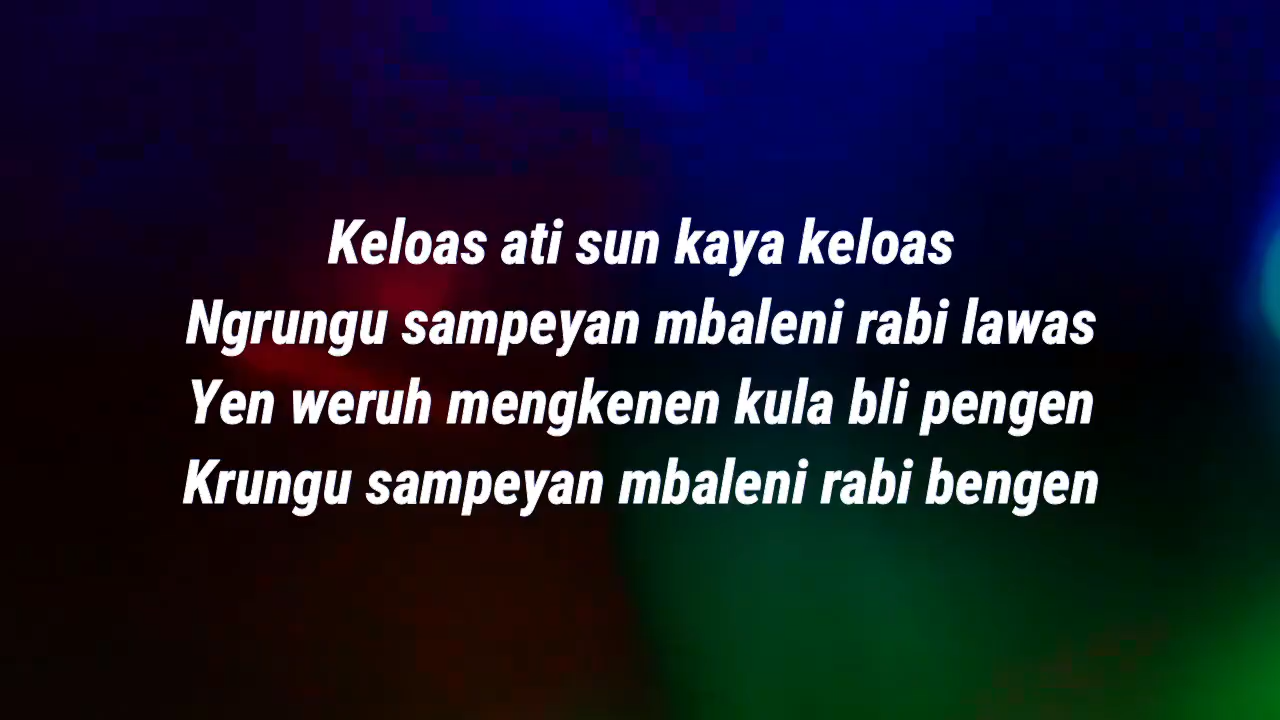 Keloas ati sun kaya keloas
Ngrungu sampeyan mbaleni rabi lawas
Yen weruh mengkenen kula bli pengen
Krungu sampeyan mbaleni rabi bengen